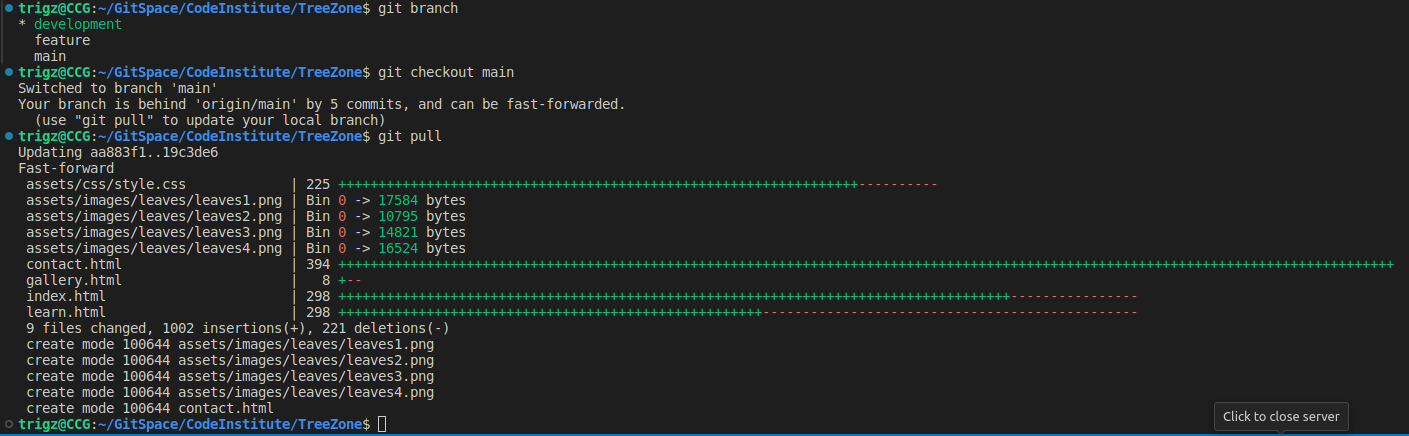 trigz@CCG:~/GitSpace/CodeInstitute/TreeZone$ git branch
* development
  feature
  main
trigz@CCG:~/GitSpace/CodeInstitute/TreeZone$ git checkout main
Switched to branch 'main'
Your branch is behind 'origin/main' by 5 commits, and can be fast-forwarded.
  (use "git pull" to update your local branch)
trigz@CCG:~/GitSpace/CodeInstitute/TreeZone$ git pull
Updating aa883f1..19c3de6
Fast-forward
 assets/css/style.css             | 225 +++++++++++++++++++++++++++++++++++++++++++++++++++++++++++++++++----------
 assets/images/leaves/leaves1.png | Bin 0 -> 17584 bytes
 assets/images/leaves/leaves2.png | Bin 0 -> 10795 bytes
 assets/images/leaves/leaves3.png | Bin 0 -> 14821 bytes
 assets/images/leaves/leaves4.png | Bin 0 -> 16524 bytes
 contact.html                     | 394 ++++++++++++++++++++++++++++++++++++++++++++++++++++++++++++++++++++++++++++++++++++++++++++++++++++++++++++++++++++++++++++++++++++
 gallery.html                     |   8 +--
 index.html                       | 298 ++++++++++++++++++++++++++++++++++++++++++++++++++++++++++++++++++++++++++++++++++++----------------
 learn.html                       | 298 +++++++++++++++++++++++++++++++++++++++++++++++++++++-----------------------------------------------
 9 files changed, 1002 insertions(+), 221 deletions(-)
 create mode 100644 assets/images/leaves/leaves1.png
 create mode 100644 assets/images/leaves/leaves2.png
 create mode 100644 assets/images/leaves/leaves3.png
 create mode 100644 assets/images/leaves/leaves4.png
 create mode 100644 contact.html
trigz@CCG:~/GitSpace/CodeInstitute/TreeZone$
Click to close server